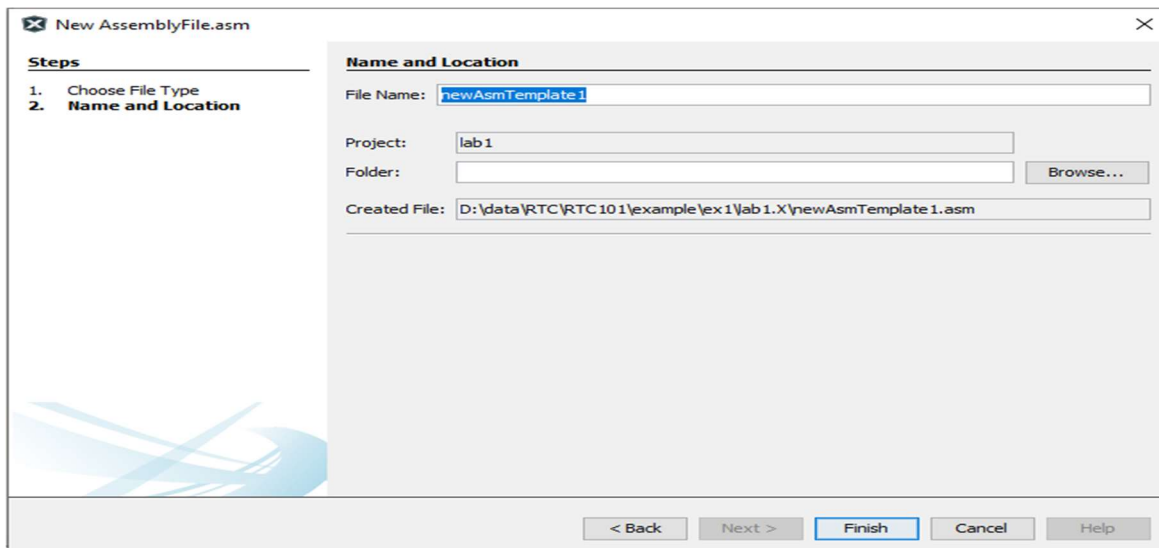 New AssemblyFile.asm
Steps
1. Choose File Type
2. Name and Location
Name and Location
File Name: newAsmTemplate1
Project: lab1
Folder:
Browse...
Created File: D:\data\RTC\RTC101\example\ex1\lab1.X\newAsmTemplate1.asm
< Back Next > Finish Cancel Help